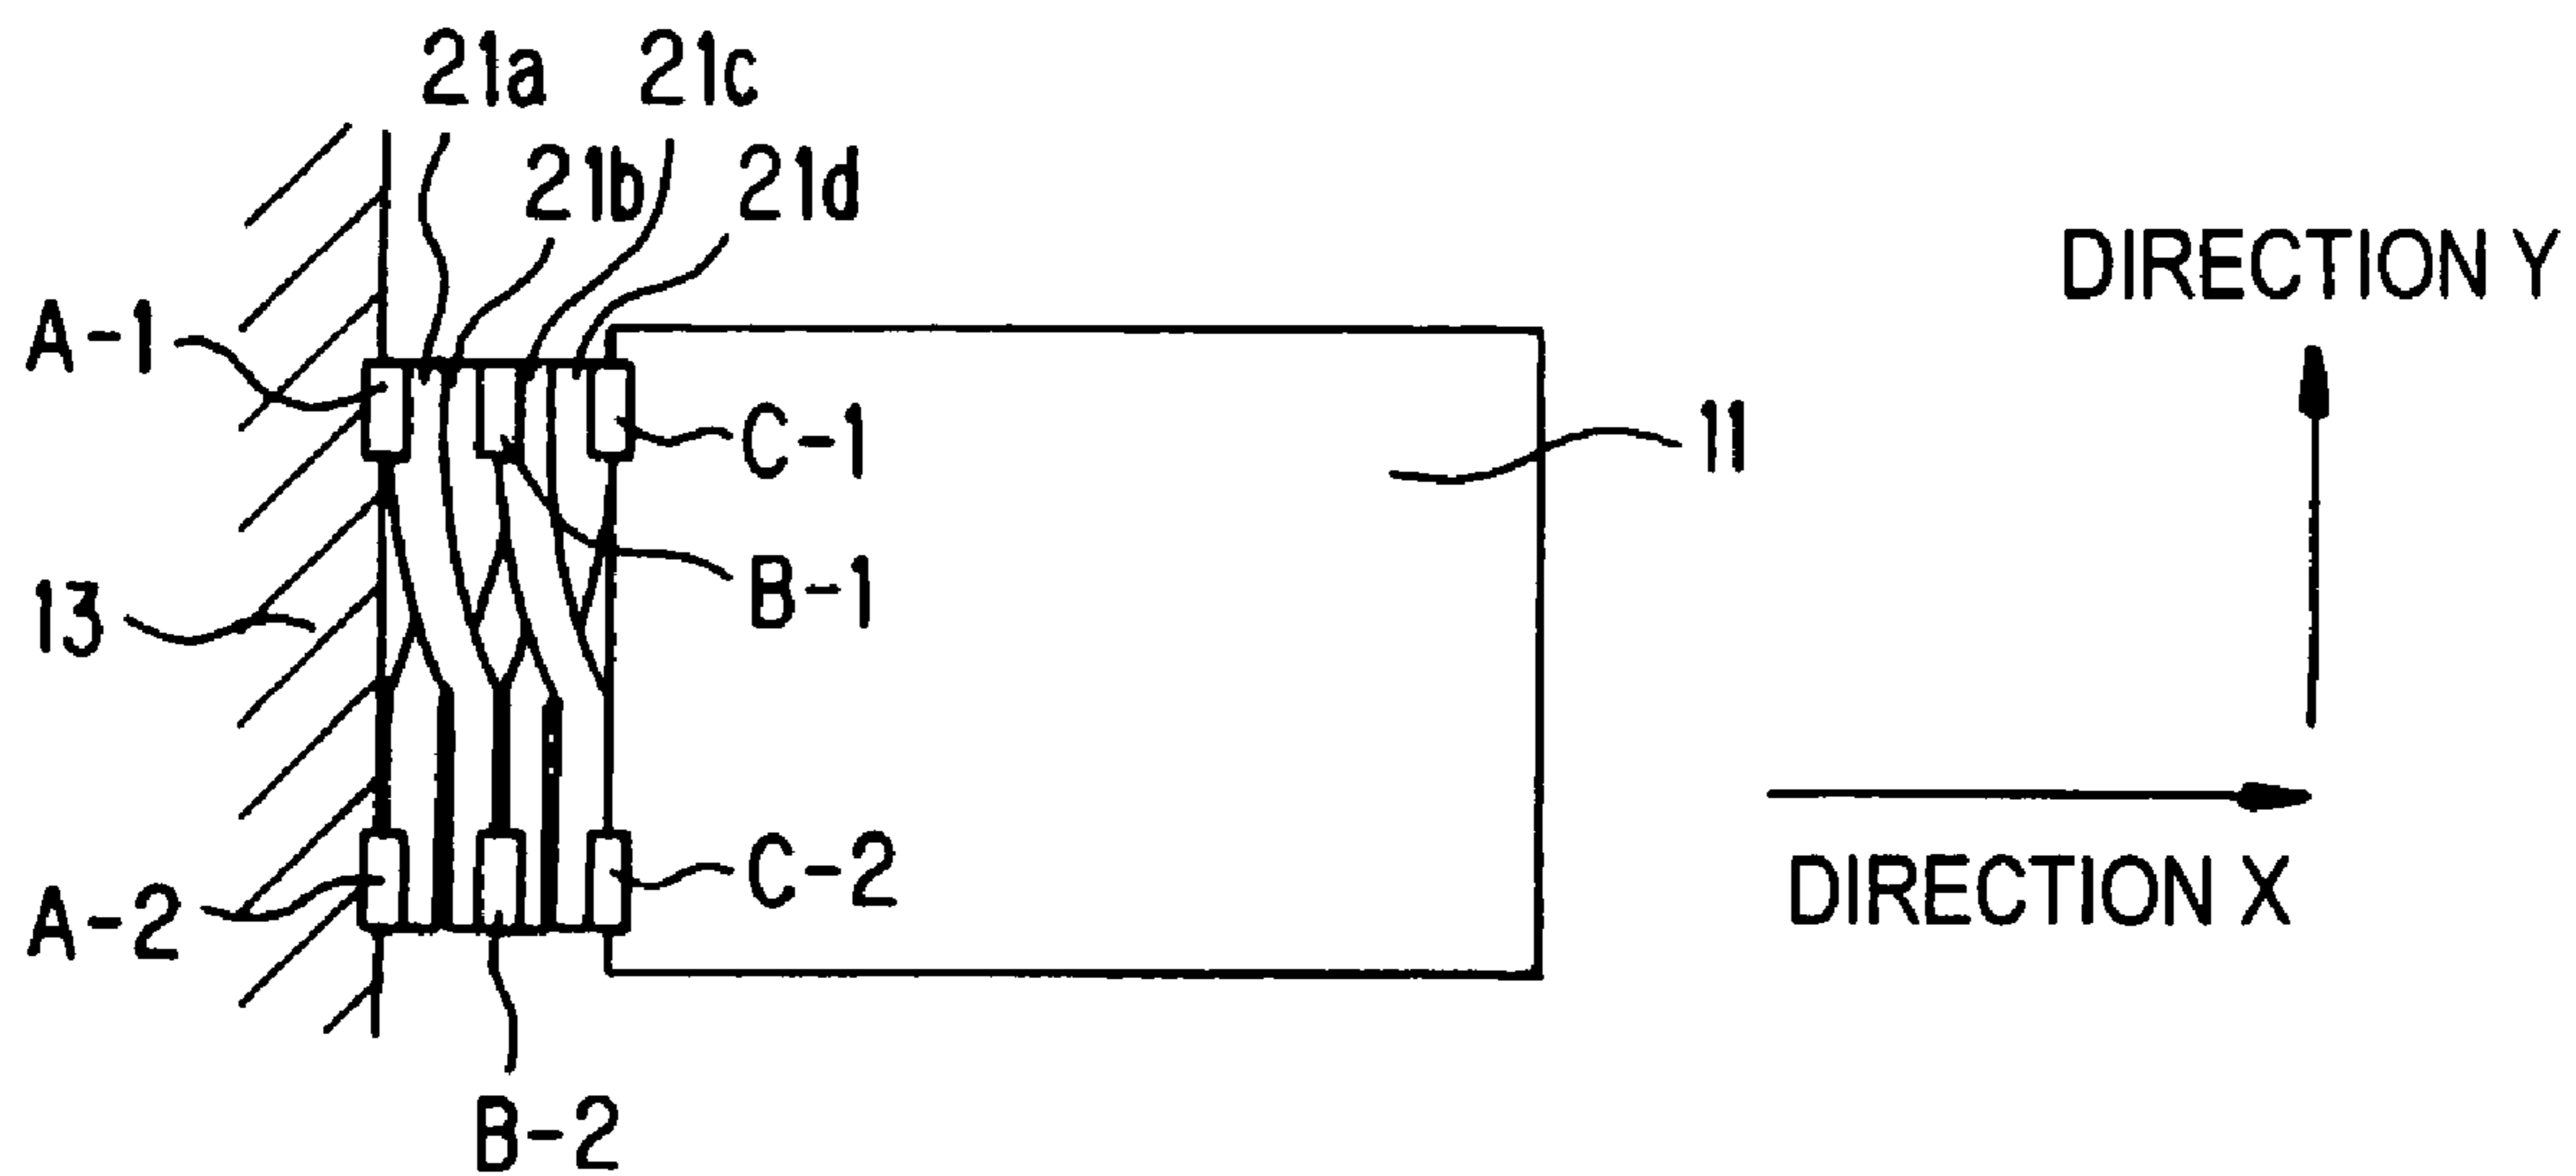 21a
21c
21b
21d
DIRECTION Y
A-1
C-1
11
B-1
13
C-2
DIRECTION X
A-2
B-2